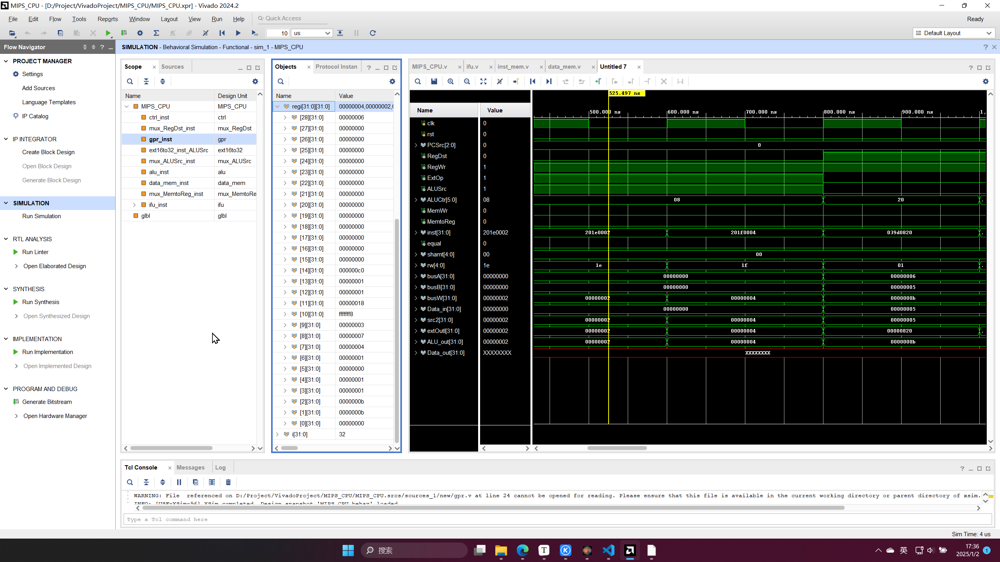 MIPS_CPU - [D:/Project/VivadoProject/MIPS_CPU/MIPS_CPU.xpr] - Vivado 2024.2
File Edit Flow Tools Reports Window Layout View Run Help Quick Access Ready
10 us Default Layout
Flow Navigator
SIMULATION - Behavioral Simulation - Functional - sim_1 - MIPS_CPU
PROJECT MANAGER
Settings
Add Sources
Language Templates
IP Catalog
IP INTEGRATOR
Create Block Design
Open Block Design
Generate Block Design
SIMULATION
Run Simulation
RTL ANALYSIS
Run Linter
Open Elaborated Design
SYNTHESIS
Run Synthesis
Open Synthesized Design
IMPLEMENTATION
Run Implementation
Open Implemented Design
PROGRAM AND DEBUG
Generate Bitstream
Open Hardware Manager
Scope Sources
Name Design Unit
MIPS_CPU MIPS_CPU
ctrl_inst ctrl
mux_RegDst_inst mux_RegDst
gpr_inst gpr
ext16to32_inst_ALUSrc ext16to32
mux_ALUSrc_inst mux_ALUSrc
alu_inst alu
data_mem_inst data_mem
mux_MemtoReg_inst mux_MemtoRe
ifu_inst ifu
glbl glbl
Objects Protocol Instan
Name Value
regi[31:0][31:0] 00000004,00000002,
[28][31:0] 00000006
[27][31:0] 00000000
[26][31:0] 00000000
[25][31:0] 00000000
[24][31:0] 00000000
[23][31:0] 00000000
[22][31:0] 00000000
[21][31:0] 00000000
[20][31:0] 00000000
[19][31:0] 00000000
[18][31:0] 00000000
[17][31:0] 00000000
[16][31:0] 00000000
[15][31:0] 00000000
[14][31:0] 000000c0
[13][31:0] 00000001
[12][31:0] 00000001
[11][31:0] 00000018
[10][31:0] fffffff8
[9][31:0] 00000003
[8][31:0] 00000007
[7][31:0] 00000004
[6][31:0] 00000001
[5][31:0] 00000000
[4][31:0] 00000001
[3][31:0] 00000001
[2][31:0] 0000000b
[1][31:0] 0000000b
[0][31:0] 00000000
i[31:0] 32
MIPS_CPU.v ifu.v inst_mem.v data_mem.v Untitled 7
525.497 ns
Name Value 500.000 ns 600.000 ns 700.000 ns 800.000 ns 900.000 ns 1,
clk 0
rst 0
PCSrc[2:0] 0 0
RegDst 0
RegWr 1
ExtOp 1
ALUSrc 1
ALUCtr[5:0] 08 08 20
MemWr 0
MemtoReg 0
inst[31:0] 201e0002 201e0002 201f0004 039d0820
equal 0
shamt[4:0] 00 00
rw[4:0] 1e 1e 1f 01
busA[31:0] 00000000 00000000 00000006
busB[31:0] 00000000 00000000 00000005
busW[31:0] 00000002 00000002 00000004 0000000b
Data_in[31:0] 00000000 00000000 00000005
src2[31:0] 00000002 00000002 00000004 00000005
extOutI[31:0] 00000002 00000002 00000004 00000820
ALU_out[31:0] 00000002 00000002 00000004 0000000b
Data_out[31:0] XXXXXXXX XXXXXXXX
Tcl Console Messages Log
WARNING: File  referenced on D:/Project/VivadoProject/MIPS_CPU/MIPS_CPU.srcs/sources_1/new/gpr.v at line 24 cannot be opened for reading. Please ensure that this file is available in the current working directory or parent directory of xsim.
INFO: [USF-XSim-96] XSim completed. Design snapshot 'MIPS_CPU_behav' loaded.
Type a Tcl command here
Sim Time: 4 us
搜索
英
17:36
2025/1/2
1